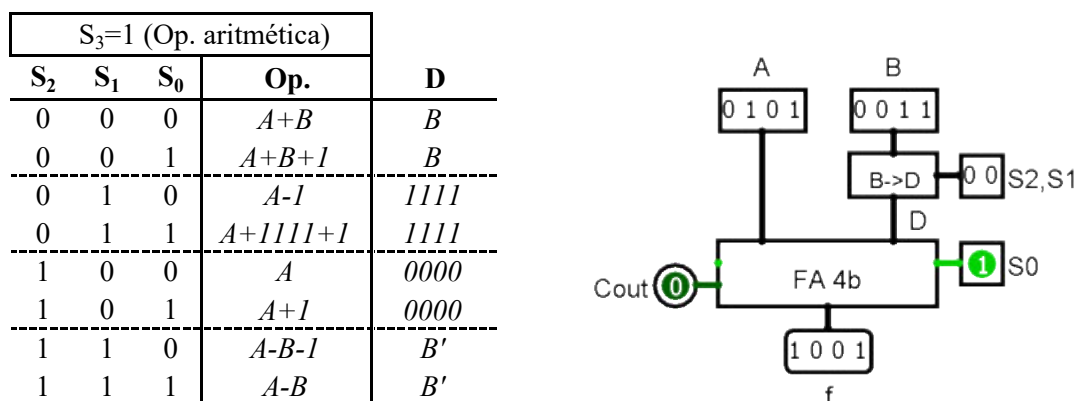 S₃=1 (Op. aritmética)
S₂ S₁ S₀ Op. D
0 0 0 A+B B
0 0 1 A+B+1 B
0 1 0 A-1 1111
0 1 1 A+1111+1 1111
1 0 0 A 0000
1 0 1 A+1 0000
1 1 0 A-B-1 B'
1 1 1 A-B B'
A B
0 1 0 1 0 0 1 1
B->D 0 0 S2,S1
D
Cout 0 FA 4b 1 S0
1 0 0 1
f